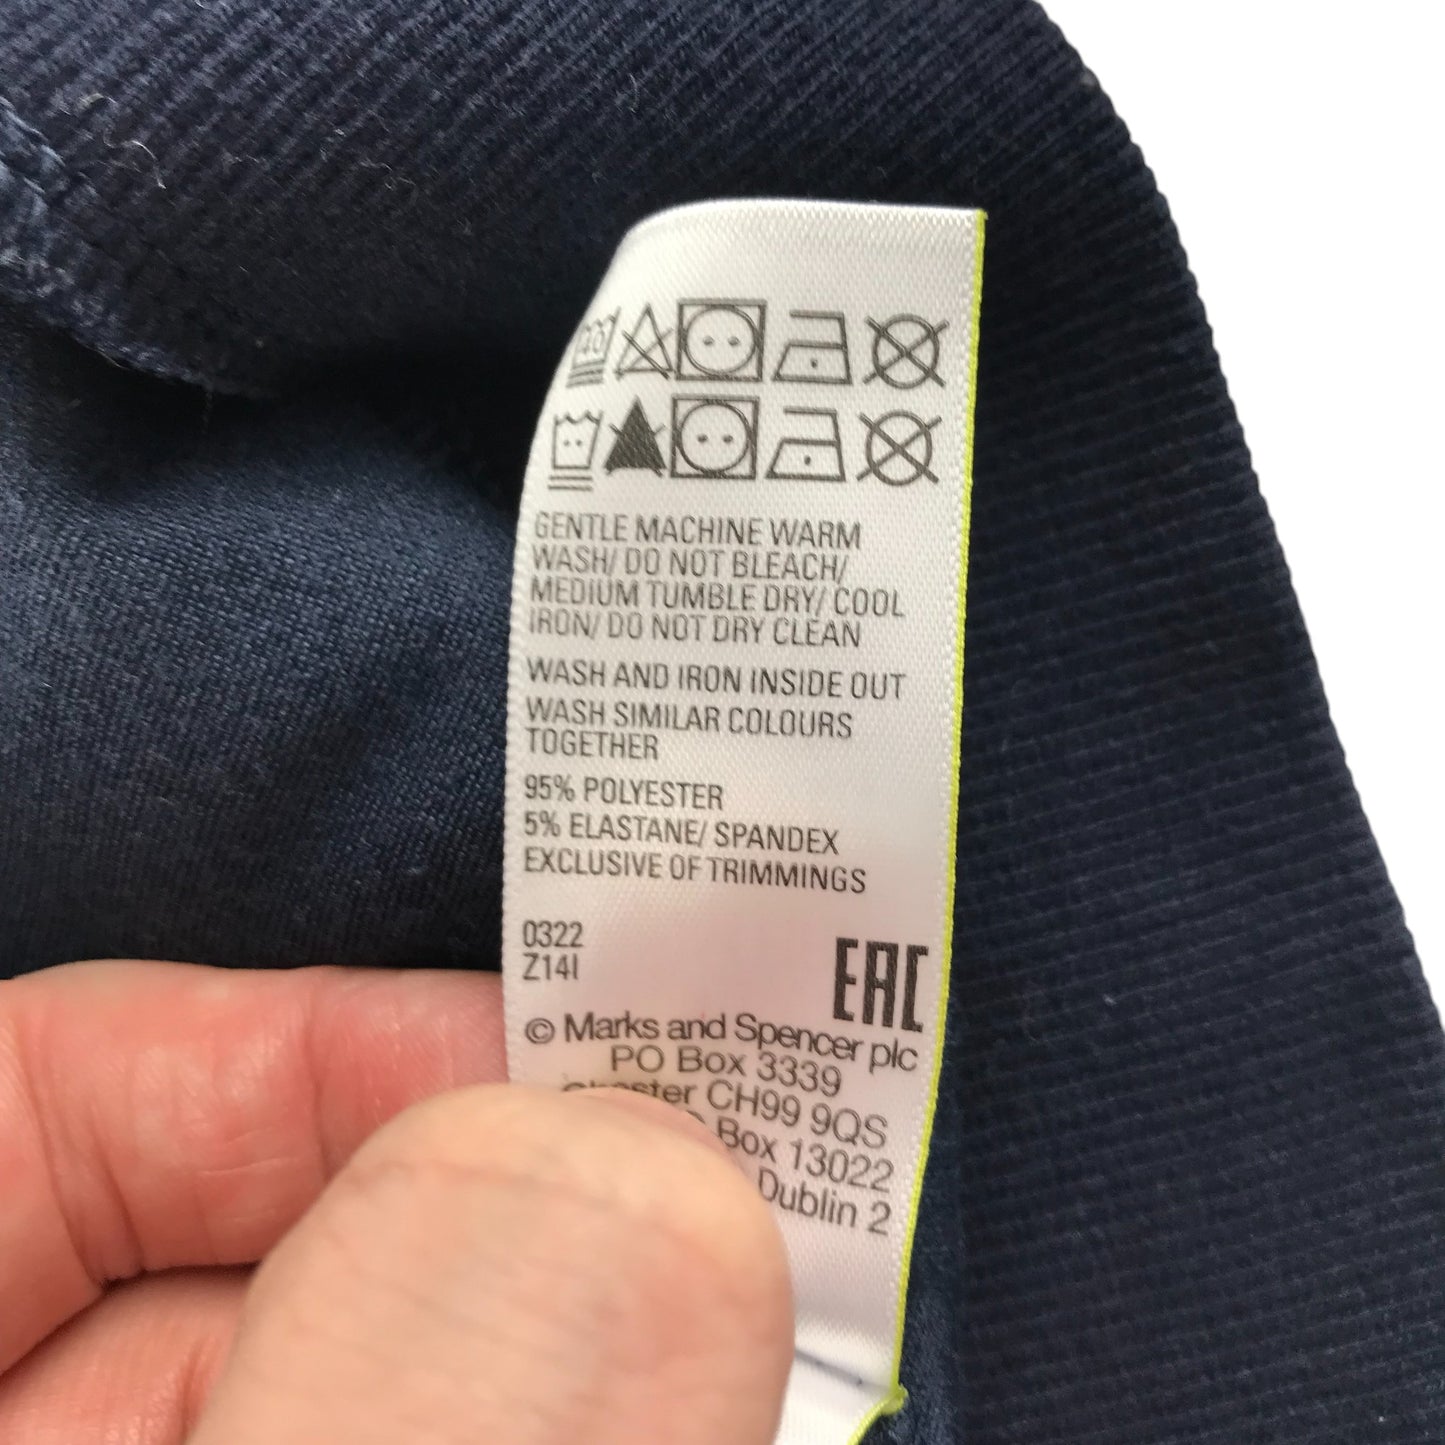 40
GENTLE MACHINE WARM
WASH/ DO NOT BLEACH/
MEDIUM TUMBLE DRY/ COOL
IRON/ DO NOT DRY CLEAN
WASH AND IRON INSIDE OUT
WASH SIMILAR COLOURS
TOGETHER
95% POLYESTER
5% ELASTANE/ SPANDEX
EXCLUSIVE OF TRIMMINGS
0322
Z14I
EAC
© Marks and Spencer plc
PO Box 3339
Chester CH99 9QS
Box 13022
Dublin 2